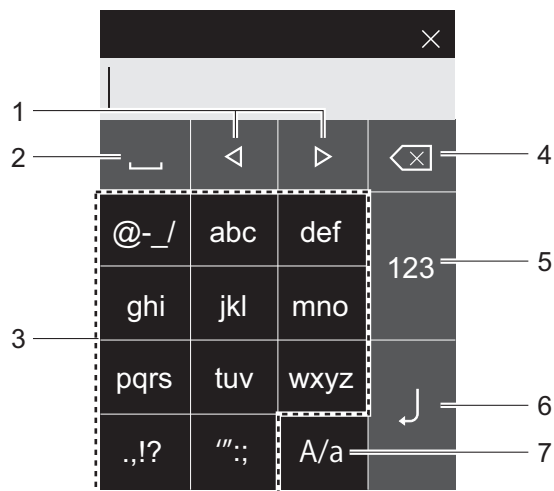 1
2
4
@-_/ abc def
123
5
ghi jkl mno
3
pqrs tuv wxyz
6
.,!? ‘”:; A/a
7